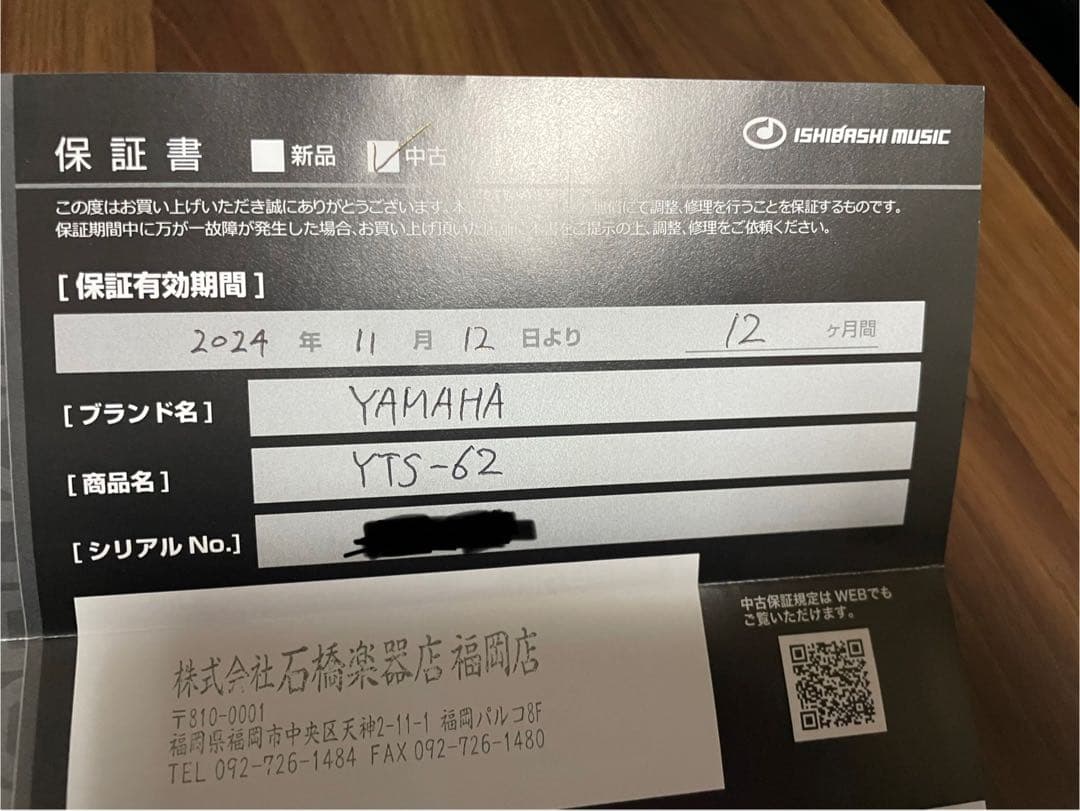 保証書 新品 中古 ISHIBASHI MUSIC
この度はお買い上げいただき誠にありがとうございます。本 にて調整、修理を行うことを保証するものです。
保証期間中に万が一故障が発生した場合、お買い上げ頂いた をご提示の上、調整、修理をご依頼ください。
[保証有効期間]
2024 年 11 月 12 日より 12 ヶ月間
[ブランド名] YAMAHA
[商品名] YTS-62
[シリアル No.]
中古保証規定は WEBでも
ご覧いただけます。
株式会社石橋楽器店福岡店
〒810-0001
福岡県福岡市中央区天神2-11-1 福岡パルコ8F
TEL 092-726-1484 FAX 092-726-1480